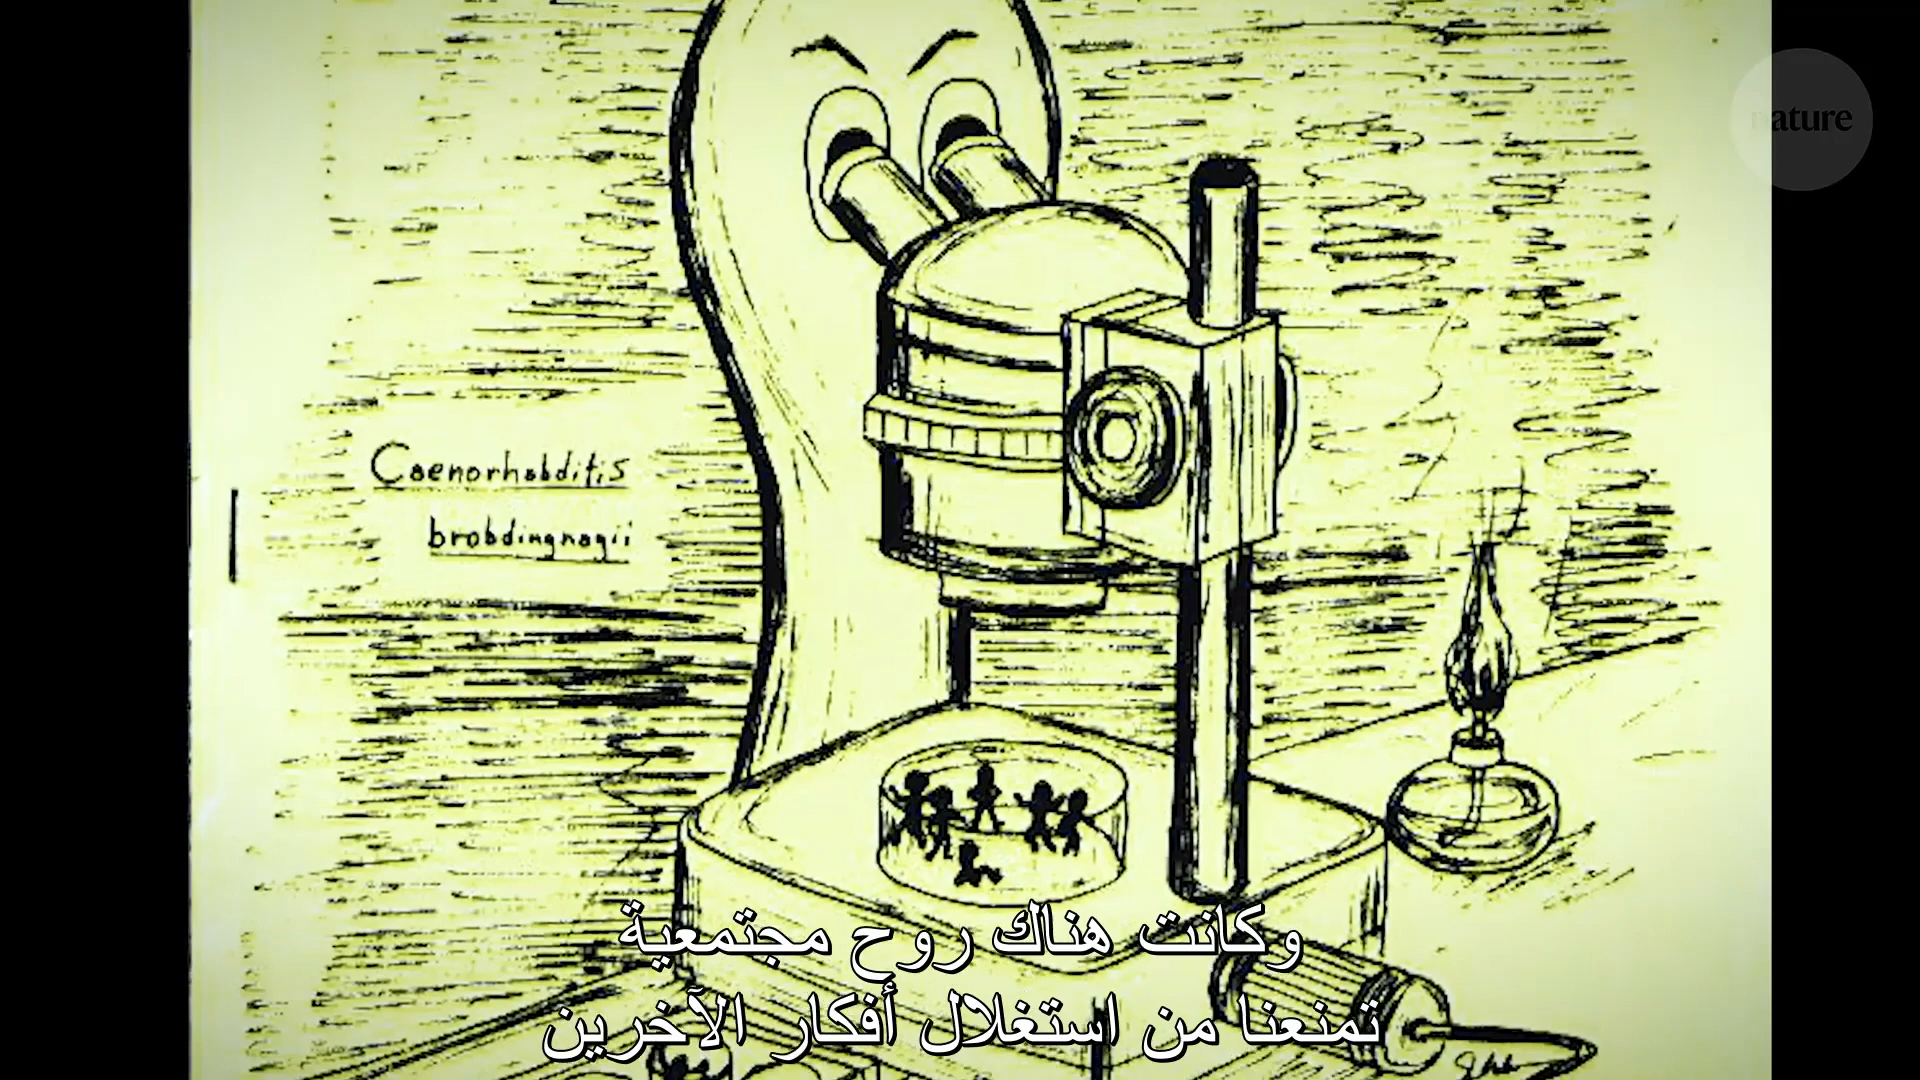 nature
Caenorhabditis
brobdingnagii
وكانت هناك روح مجتمعية
تمنعنا من استغلال أفكار الآخرين